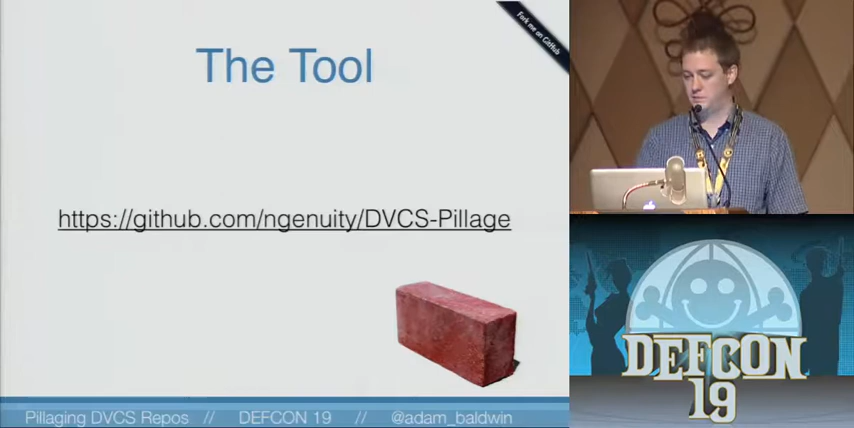 The Tool
Fork me on GitHub
https://github.com/ngenuity/DVCS-Pillage
Pillaging DVCS Repos // DEFCON 19 // @adam_baldwin
DEFCON
19